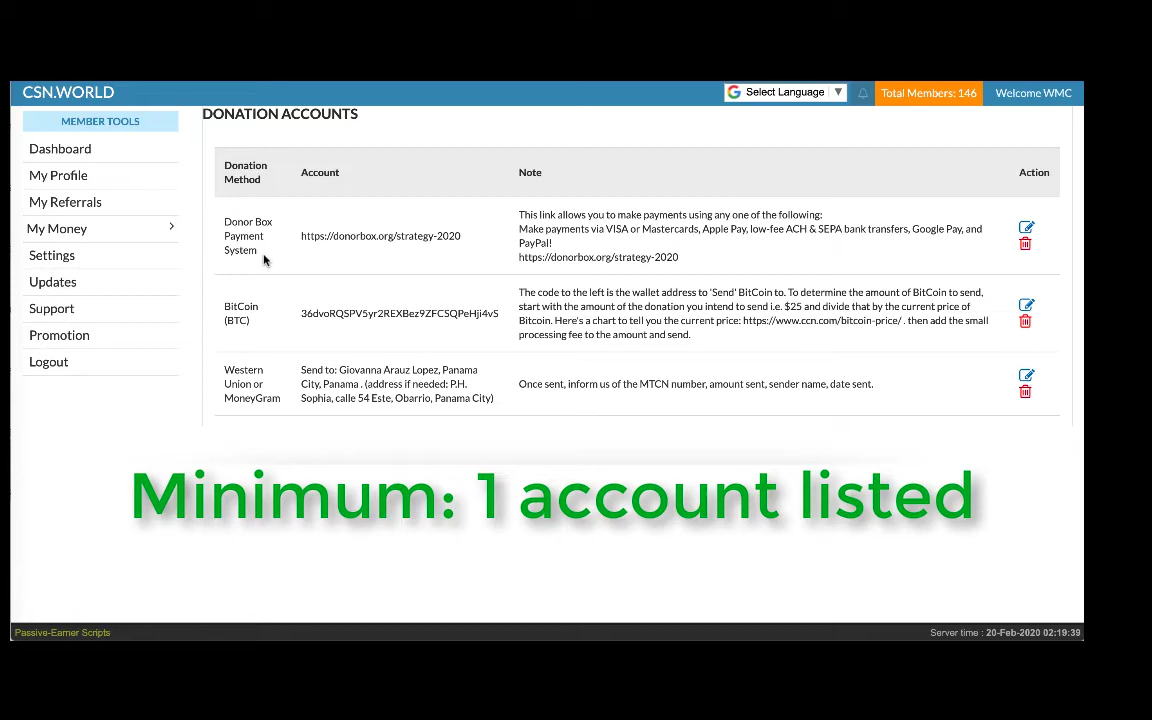 CSN.WORLD
Select Language ▼
Total Members: 146
Welcome WMC
MEMBER TOOLS
Dashboard
My Profile
My Referrals
My Money
Settings
Updates
Support
Promotion
Logout
DONATION ACCOUNTS
Donation
Method
Account
Note
Action
Donor Box
Payment
System
https://donorbox.org/strategy-2020
This link allows you to make payments using any one of the following:
Make payments via VISA or Mastercards, Apple Pay, low-fee ACH & SEPA bank transfers, Google Pay, and
PayPal!
https://donorbox.org/strategy-2020
BitCoin
(BTC)
36dvoRQSPV5yr2REXBez9ZFCSQPeHji4vS
The code to the left is the wallet address to 'Send' BitCoin to. To determine the amount of BitCoin to send,
start with the amount of the donation you intend to send i.e. $25 and divide that by the current price of
Bitcoin. Here's a chart to tell you the current price: https://www.ccn.com/bitcoin-price/ . then add the small
processing fee to the amount and send.
Western
Union or
MoneyGram
Send to: Giovanna Arauz Lopez, Panama
City, Panama . (address if needed: P.H.
Sophia, calle 54 Este, Obarrio, Panama City)
Once sent, inform us of the MTCN number, amount sent, sender name, date sent.
Minimum: 1 account listed
Passive-Earner Scripts
Server time : 20-Feb-2020 02:19:39